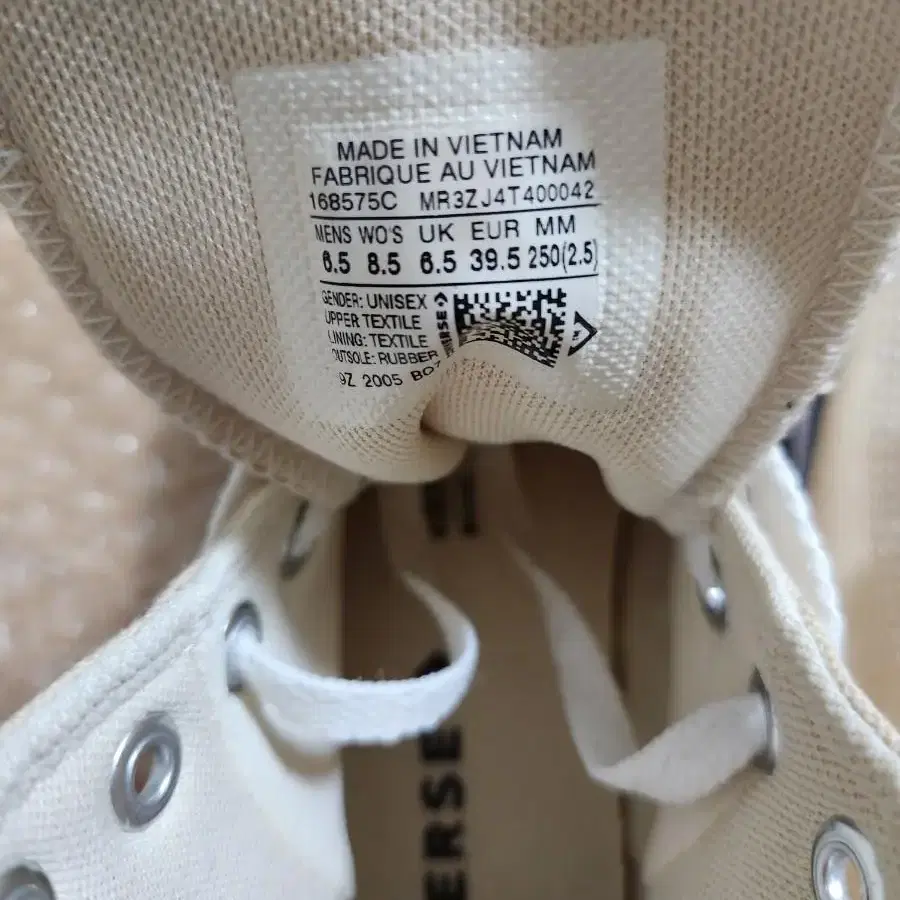 MADE IN VIETNAM
FABRIQUE AU VIETNAM
168575C MR3ZJ4T400042
MENS WO'S UK EUR MM
6.5 8.5 6.5 39.5 250(2.5)
GENDER: UNISEX
UPPER TEXTILE
LINING: TEXTILE
OUTSOLE: RUBBER
9Z 2005
ERSE